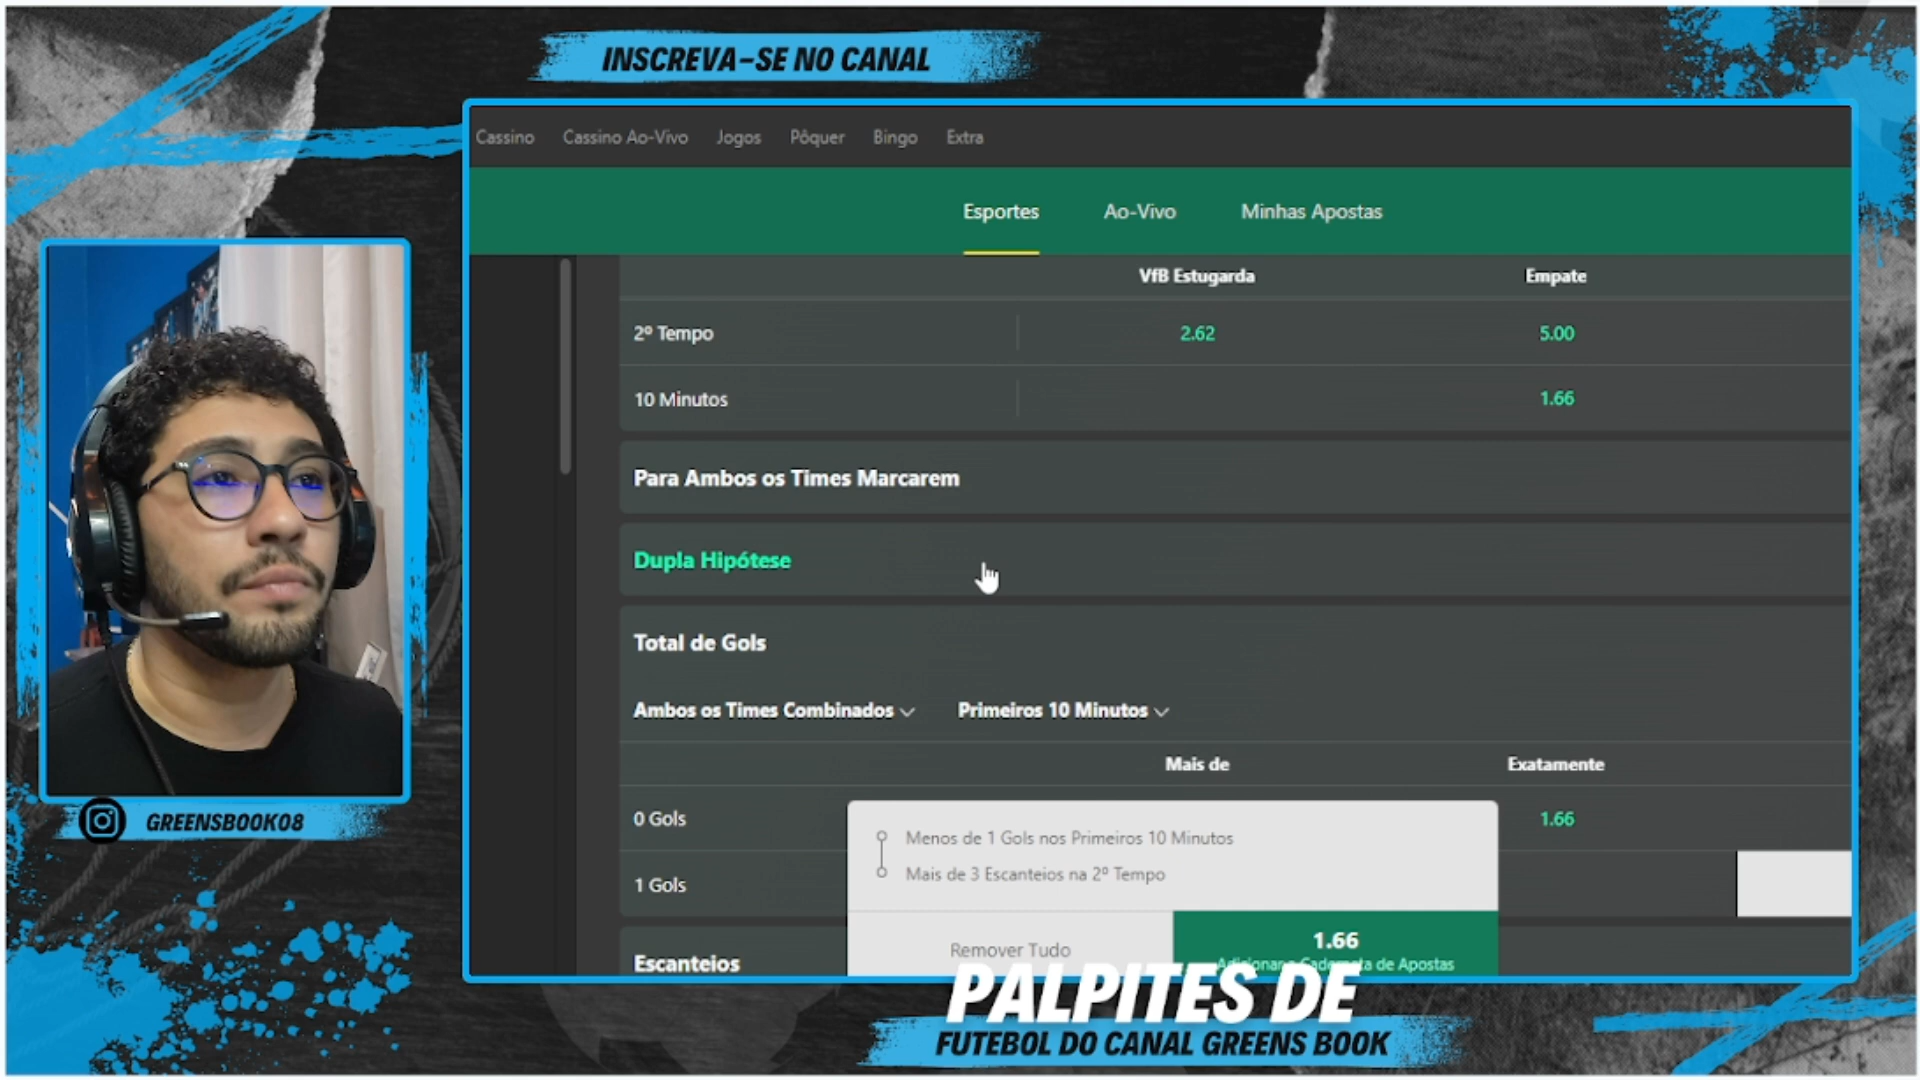 INSCREVA-SE NO CANAL
Cassino Cassino Ao-Vivo Jogos Pôquer Bingo Extra
Esportes Ao-Vivo Minhas Apostas
VfB Estugarda Empate
2º Tempo 2.62 5.00
10 Minutos 1.66
Para Ambos os Times Marcarem
Dupla Hipótese
Total de Gols
Ambos os Times Combinados Primeiros 10 Minutos
Mais de Exatamente
0 Gols 1.66
Menos de 1 Gols nos Primeiros 10 Minutos
Mais de 3 Escanteios na 2º Tempo
1 Gols
Escanteios
Remover Tudo
1.66
Adicionar a Caderneta de Apostas
GREENSBOOK08
PALPITES DE
FUTEBOL DO CANAL GREENS BOOK